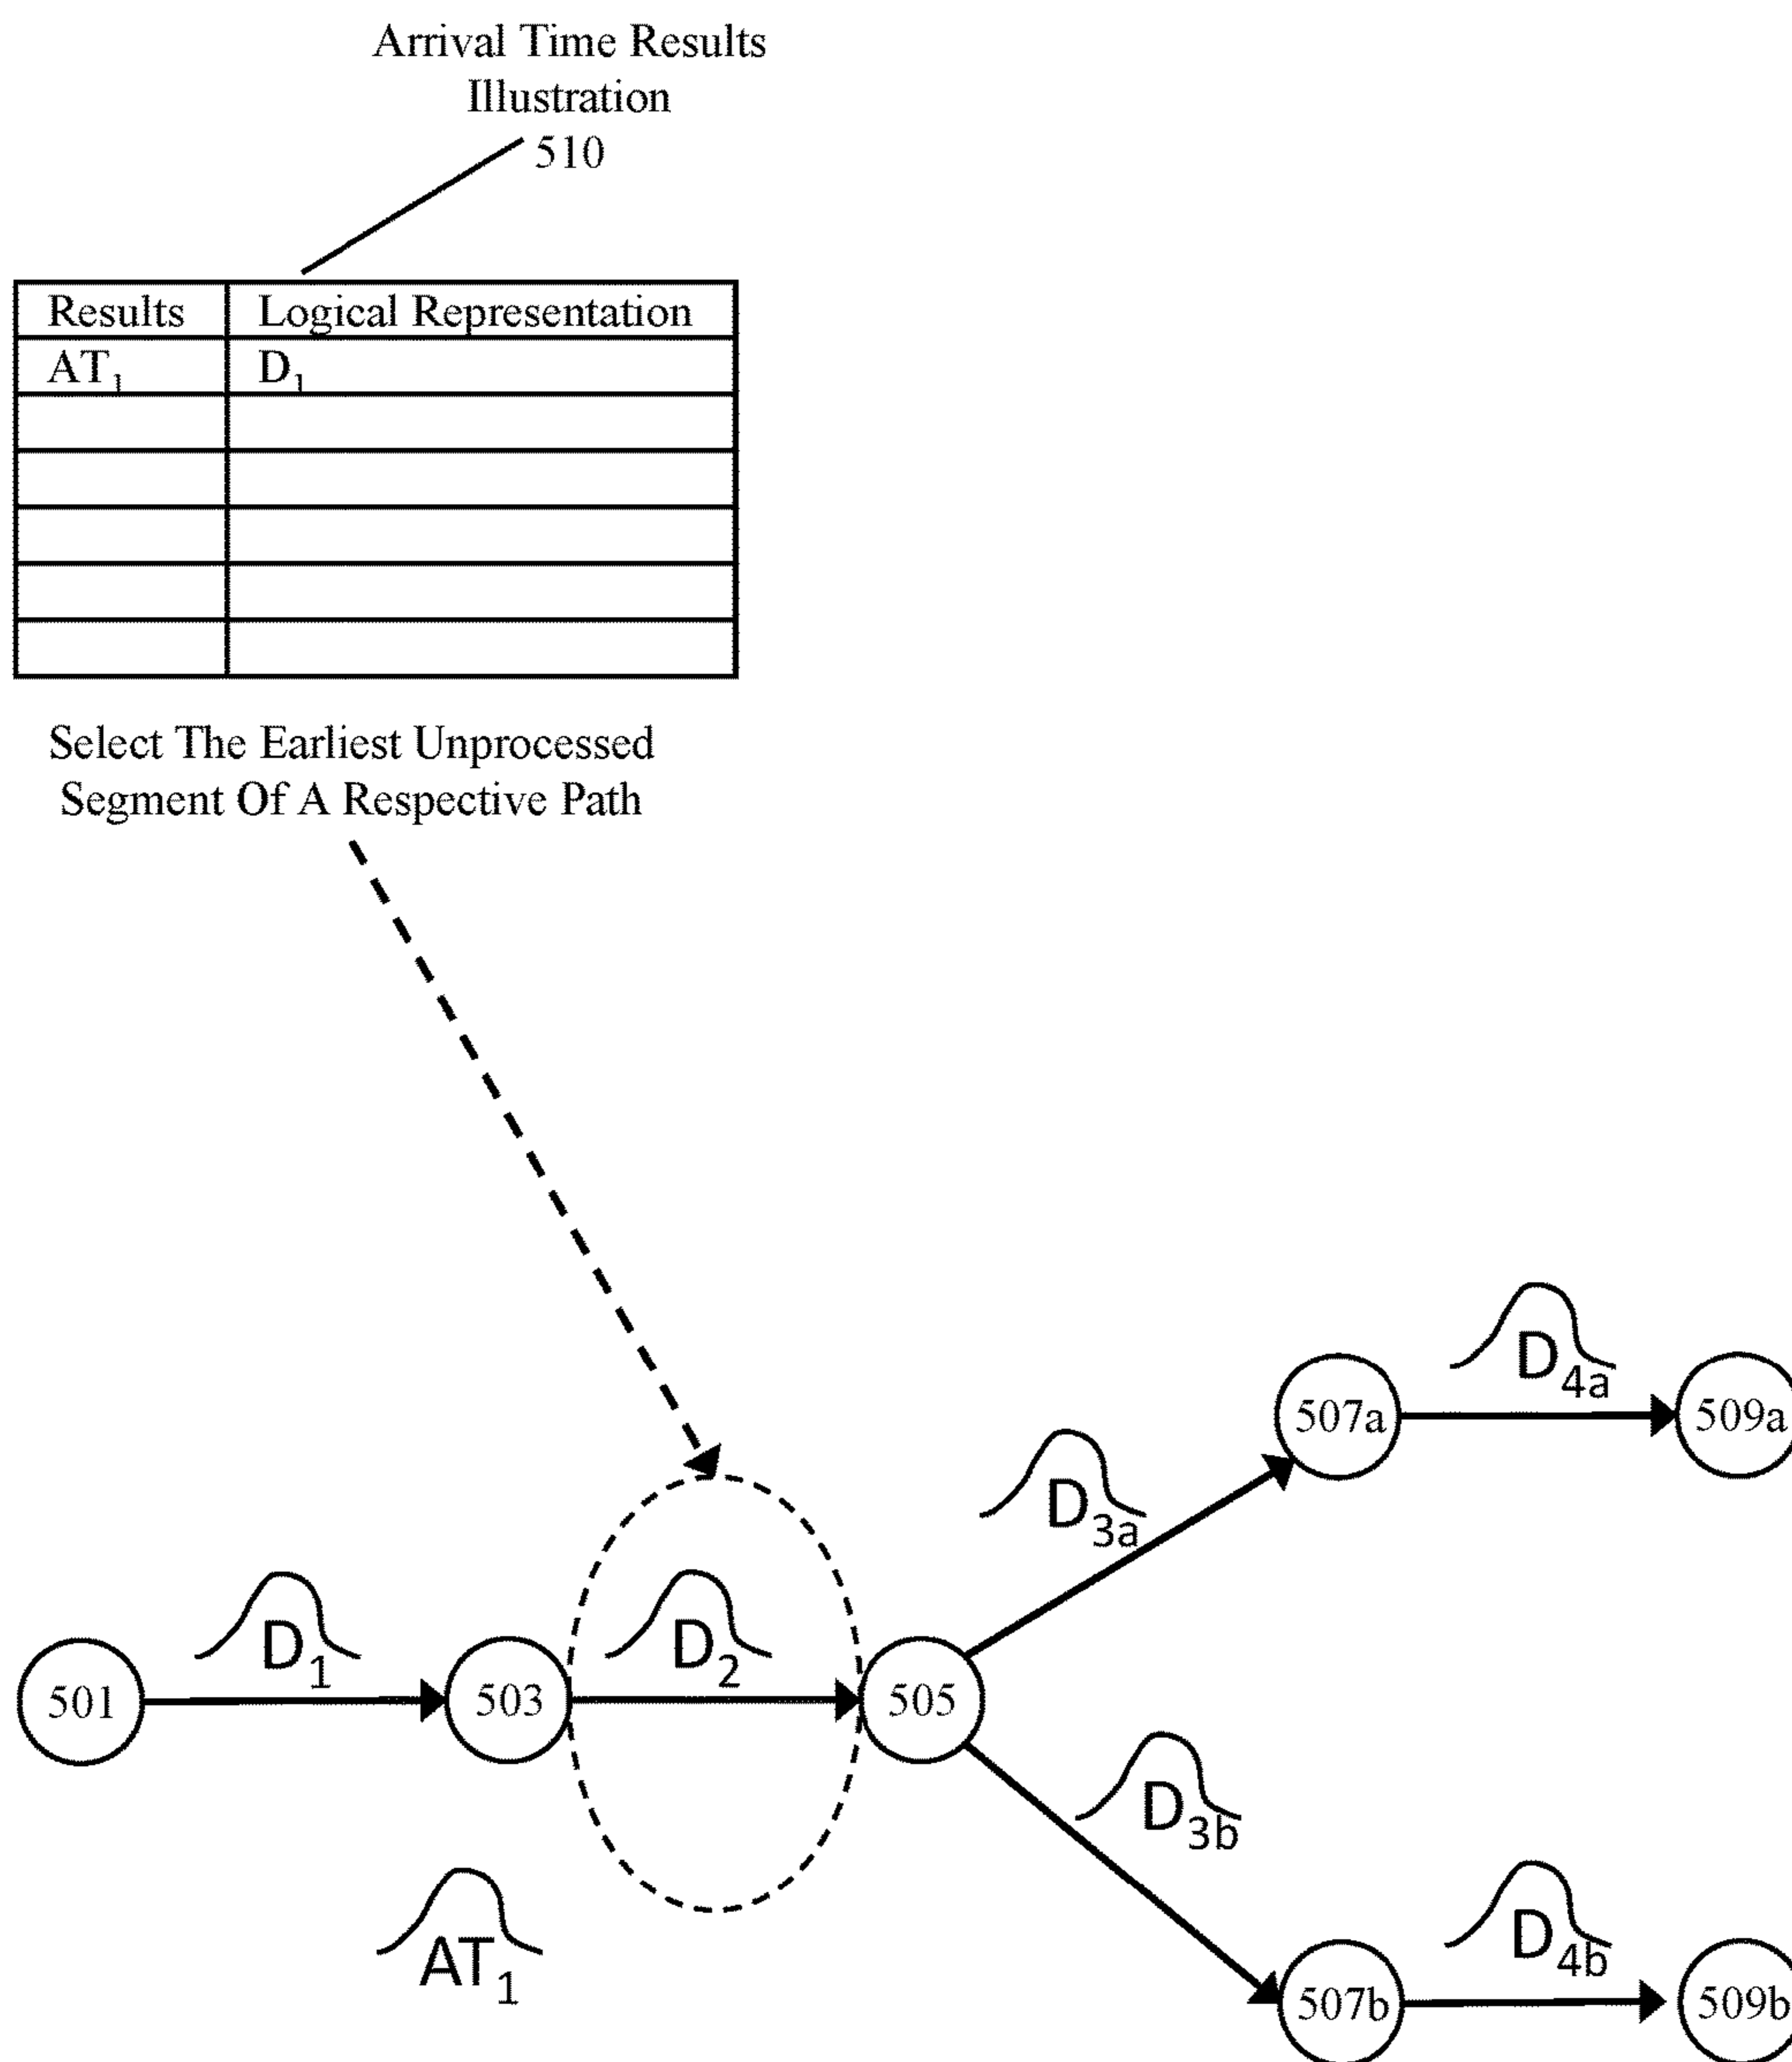 Arrival Time Results
Illustration
510
Results Logical Representation
AT1 D1
Select The Earliest Unprocessed
Segment Of A Respective Path
D4a
507a
509a
D3a
D1
D2
501
503
505
D3b
AT1
D4b
507b
509b